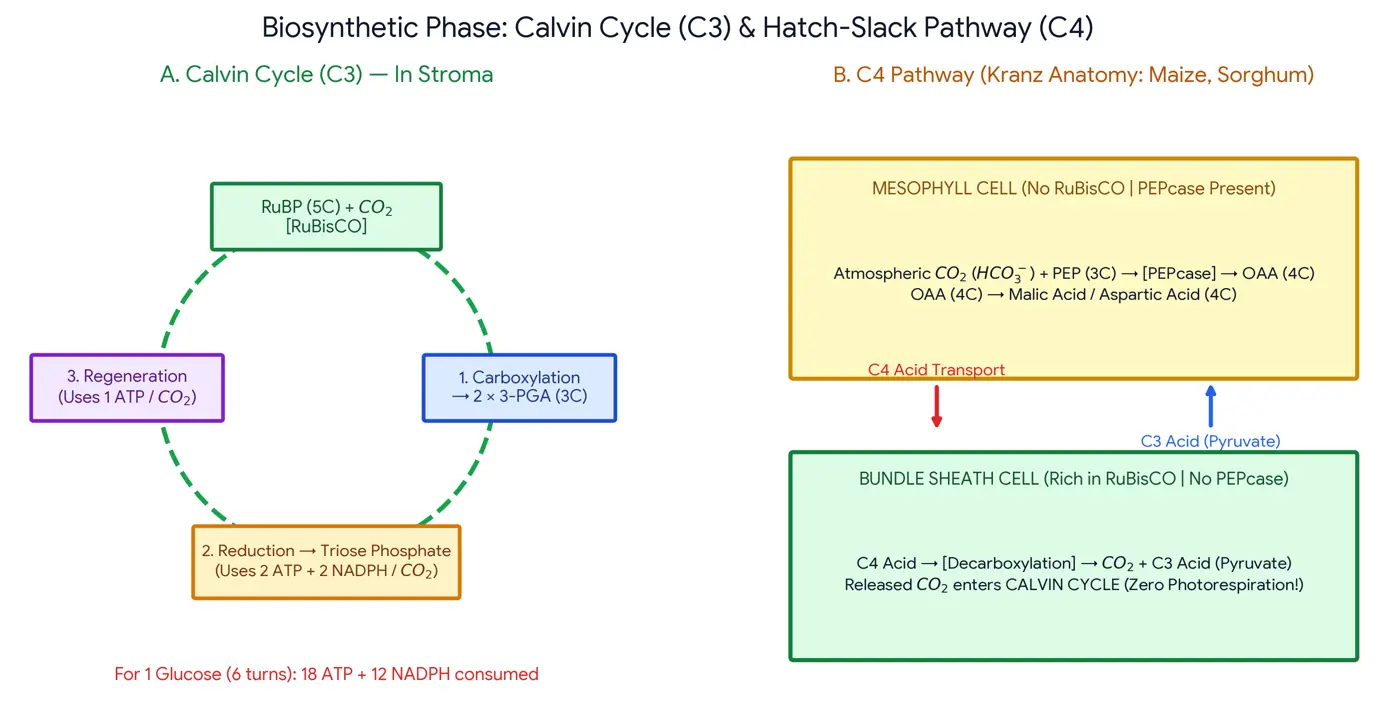 Biosynthetic Phase: Calvin Cycle (C3) & Hatch-Slack Pathway (C4)
A. Calvin Cycle (C3) — In Stroma
RuBP (5C) + CO₂
[RuBisCO]
1. Carboxylation
→ 2 × 3-PGA (3C)
2. Reduction → Triose Phosphate
(Uses 2 ATP + 2 NADPH / CO₂)
3. Regeneration
(Uses 1 ATP / CO₂)
For 1 Glucose (6 turns): 18 ATP + 12 NADPH consumed
B. C4 Pathway (Kranz Anatomy: Maize, Sorghum)
MESOPHYLL CELL (No RuBisCO | PEPcase Present)
Atmospheric CO₂ (HCO₃⁻) + PEP (3C) → [PEPcase] → OAA (4C)
OAA (4C) → Malic Acid / Aspartic Acid (4C)
C4 Acid Transport
C3 Acid (Pyruvate)
BUNDLE SHEATH CELL (Rich in RuBisCO | No PEPcase)
C4 Acid → [Decarboxylation] → CO₂ + C3 Acid (Pyruvate)
Released CO₂ enters CALVIN CYCLE (Zero Photorespiration!)